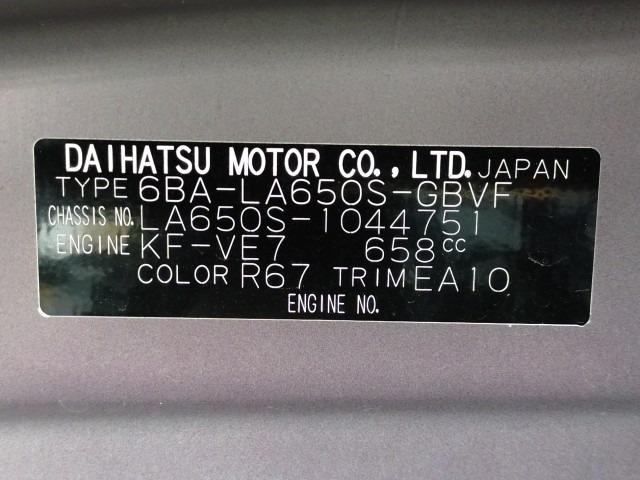 DAIHATSU MOTOR CO., LTD. JAPAN
TYPE 6BA-LA650S-GBVF
CHASSIS NO. LA650S-1044751
ENGINE KF-VE7 658cc
COLOR R67 TRIM EA10
ENGINE NO.